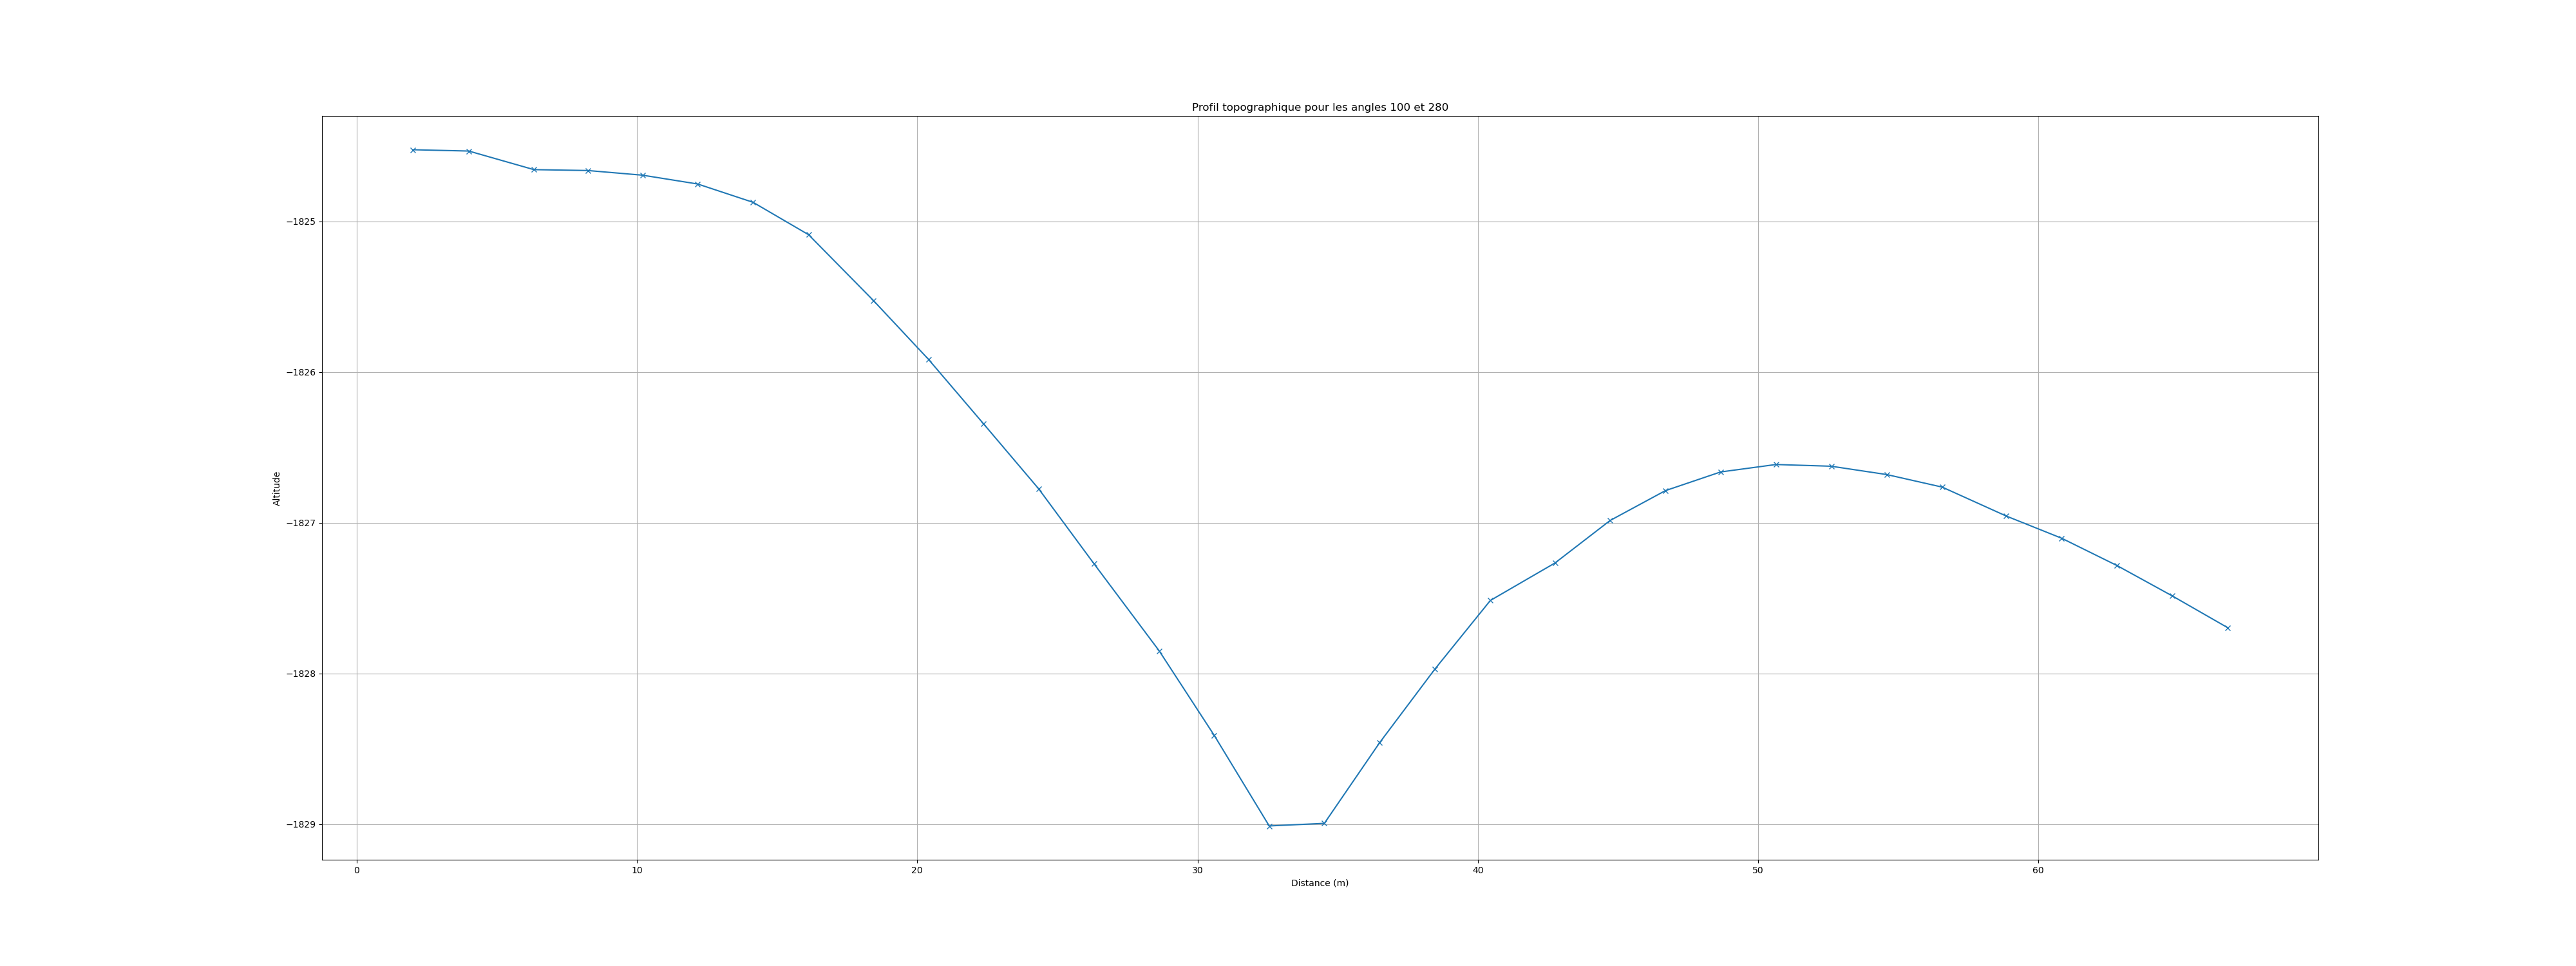 Profil topographique pour les angles 100 et 280
Altitude
−1825
−1826
−1827
−1828
−1829
0 10 20 30 40 50 60
Distance (m)